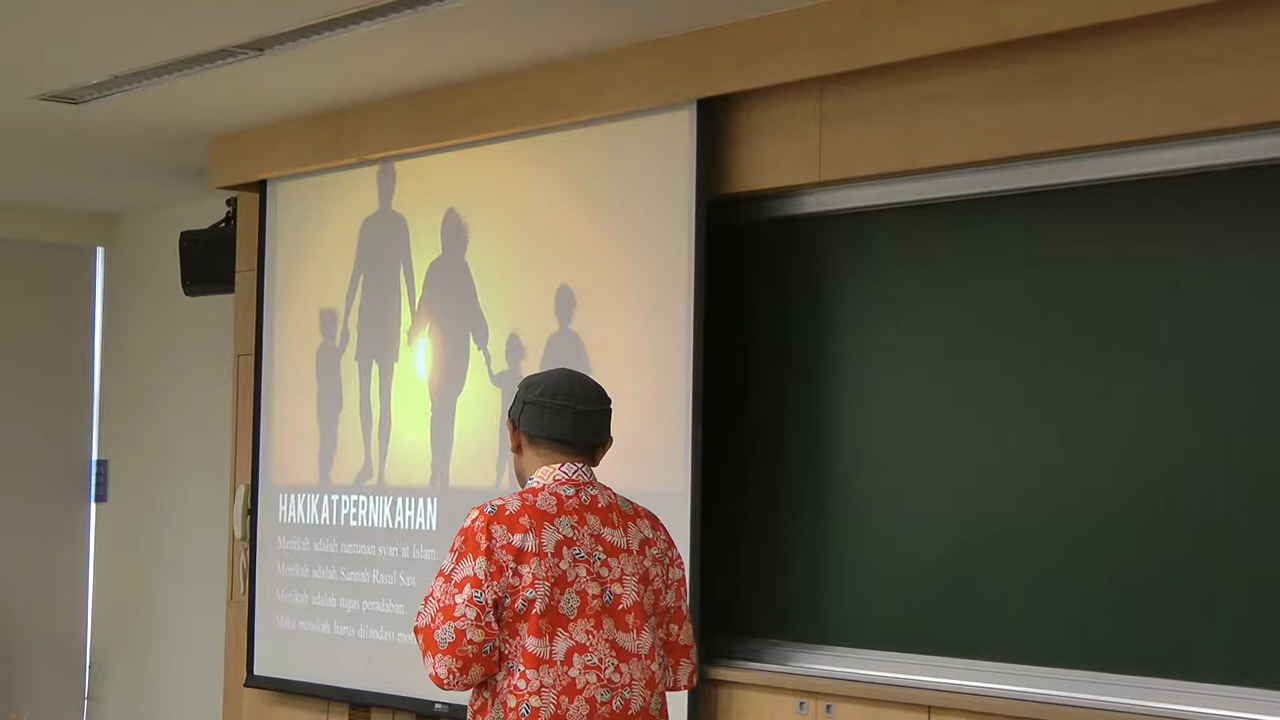 HAKIKAT PERNIKAHAN
Menikah adalah tuntunan syari'at Islam.
Menikah adalah Sunnah Rasul Saw
Menikah adalah tugas peradaban
Maka menikah harus dilandasi